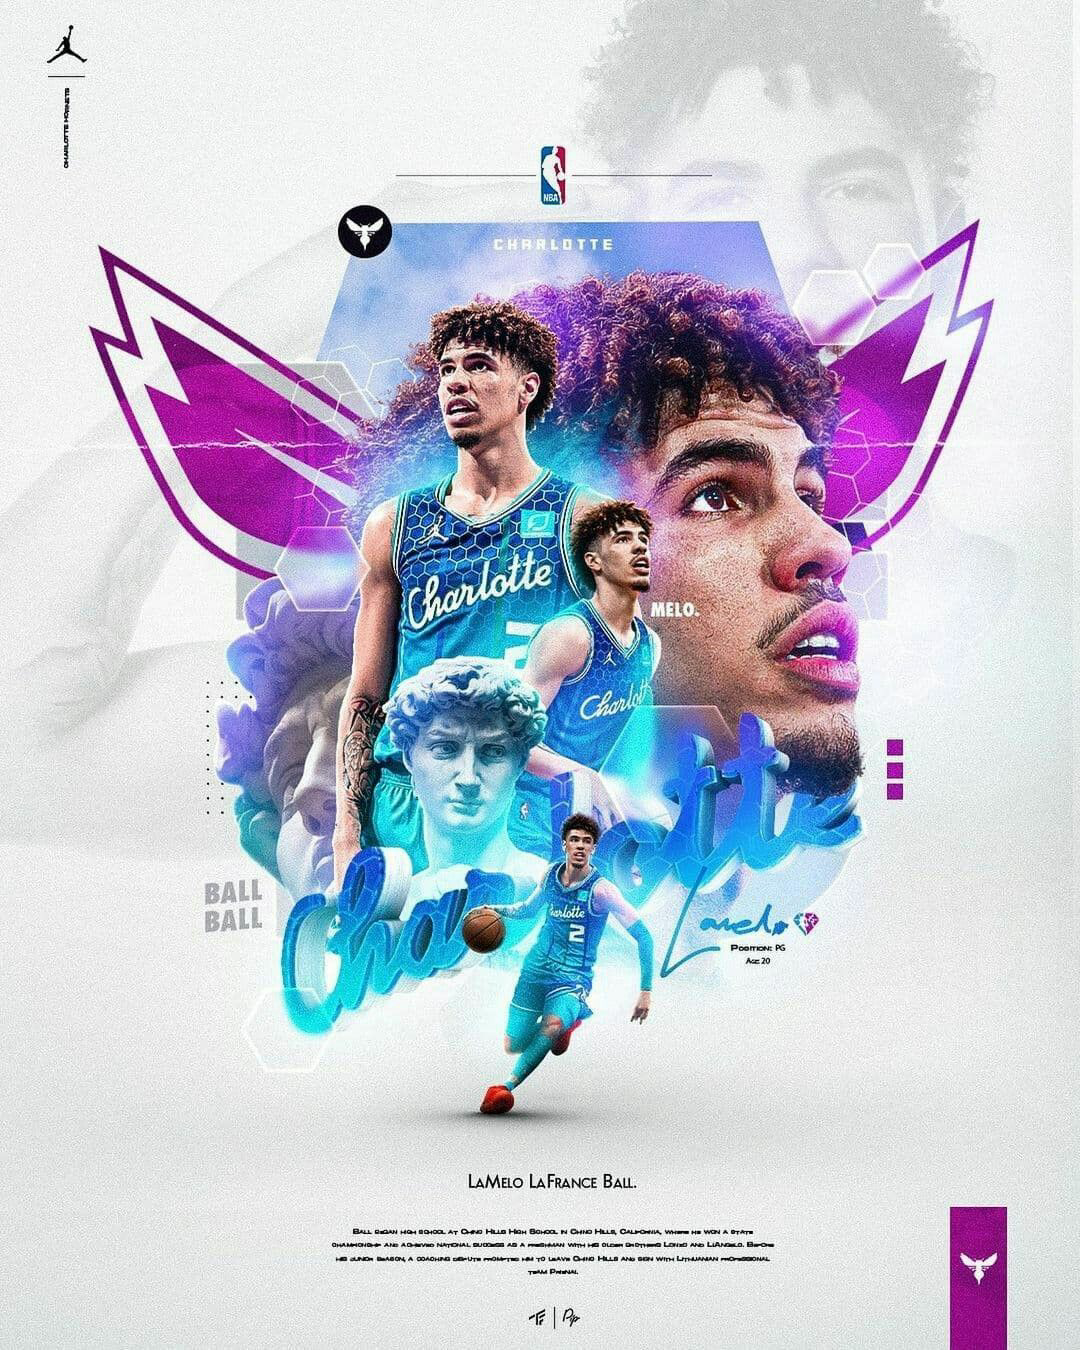 CHARLOTTE HORNETS
NBA
CHARLOTTE
Charlotte
MELO.
Charlotte
Charlotte
BALL
BALL
Charlotte
2
Lamelo
POSITION: PG
AGE 20
LAMELO LAFRANCE BALL.
BALL BEGAN HIGH SCHOOL AT CHINO HILLS HIGH SCHOOL IN CHINO HILLS, CALIFORNIA, WHERE HE WON A STATE
CHAMPIONSHIP AND ACHIEVED NATIONAL SUCCESS AS A FRESHMAN WITH HIS OLDER BROTHERS LONZO AND LIANGELO. BEFORE
HIS JUNIOR SEASON, A COACHING DISPUTE PROMPTED HIM TO LEAVE CHINO HILLS AND SIGN WITH LITHUANIAN PROFESSIONAL
TEAM PRIENAI.